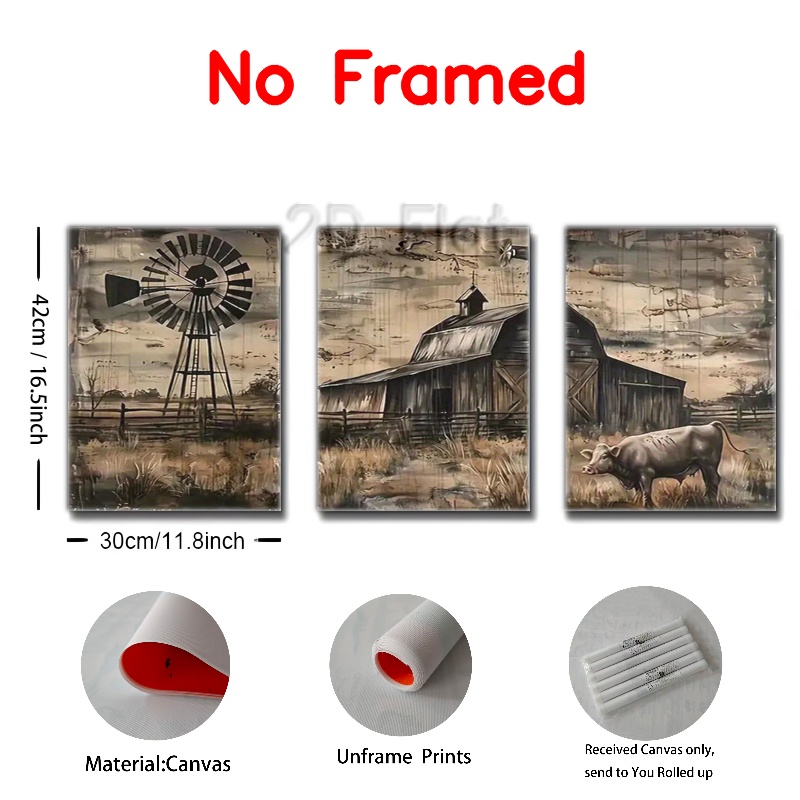 No Framed
2D Flat
42cm / 16.5inch
30cm/11.8inch
Material:Canvas
Unframe Prints
Received Canvas only,
send to You Rolled up